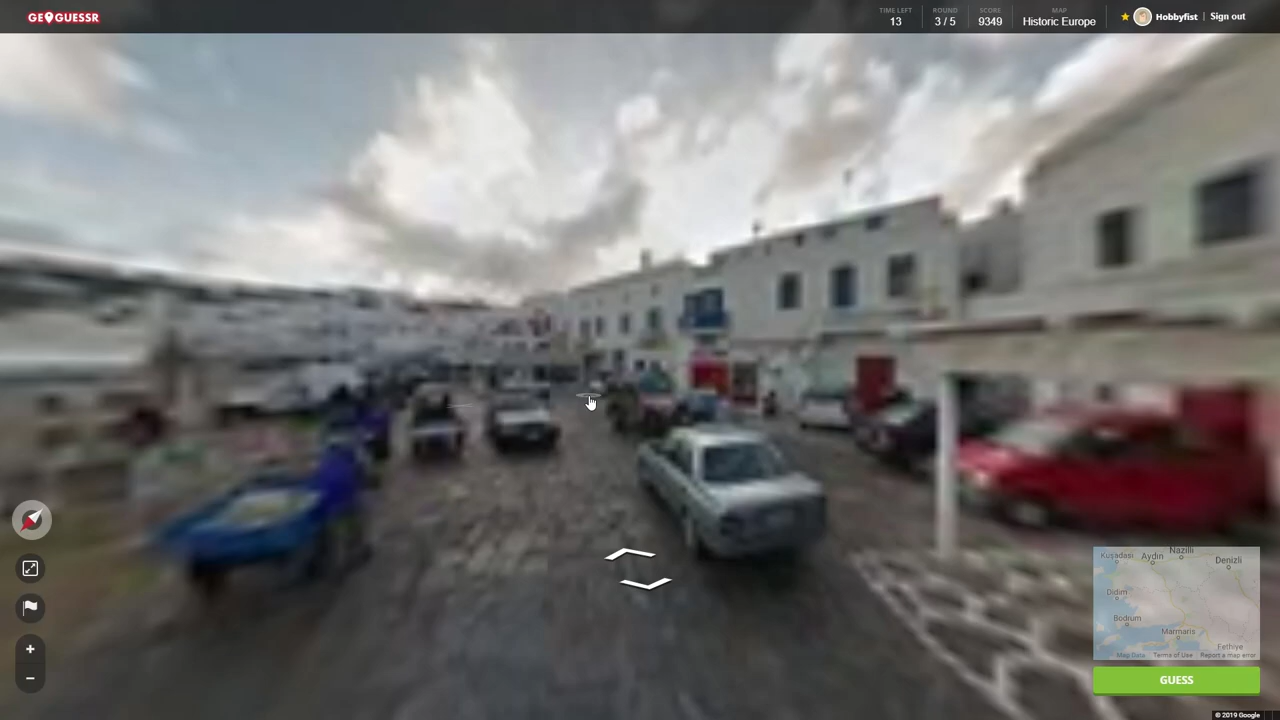 GEOGUESSR
TIME LEFT
13
ROUND
3 / 5
SCORE
9349
MAP
Historic Europe
Hobbyfist
Sign out
Kuşadası
Aydın
Nazilli
Denizli
Didim
Bodrum
Marmaris
Fethiye
Map Data
Terms of Use
Report a map error
GUESS
© 2019 Google